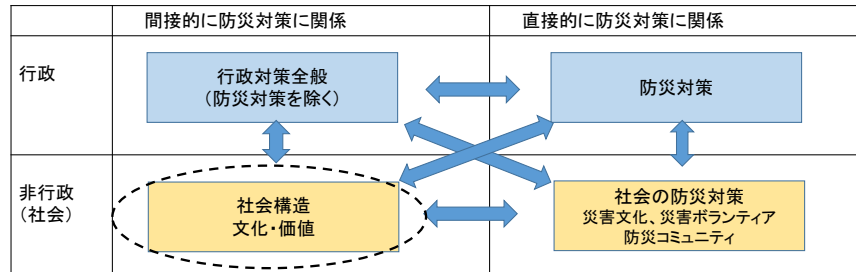 間接的に防災対策に関係
直接的に防災対策に関係
行政
行政対策全般
（防災対策を除く）
防災対策
非行政
（社会）
社会構造
文化・価値
社会の防災対策
災害文化、災害ボランティア
防災コミュニティ